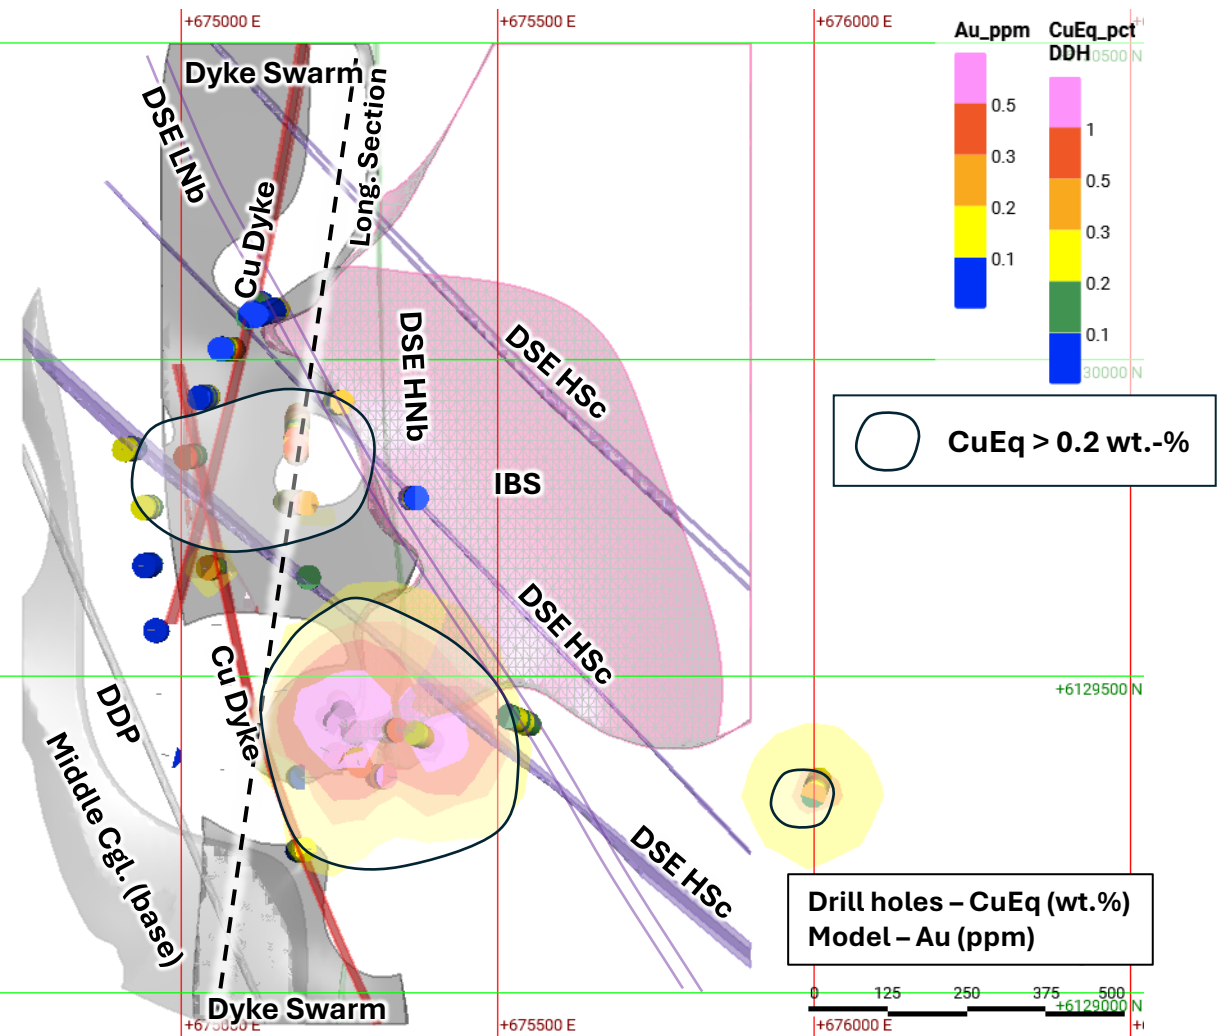 +675000 E
+675500 E
+676000 E
Au_ppm
CuEq_pct
DDH
0500 N
0.5
0.3
0.2
0.1
1
0.5
0.3
0.2
0.1
30000 N
Dyke Swarm
DSE LNb
Long. Section
Cu Dyke
DSE HNb
DSE HSc
IBS
CuEq > 0.2 wt.-%
DSE HSc
Cu Dyke
DDP
+6129500 N
Middle Cgl. (base)
DSE HSc
Drill holes – CuEq (wt.%)
Model – Au (ppm)
0
125
250
375
500
+6129000 N
Dyke Swarm
+675000 E
+675500 E
+676000 E